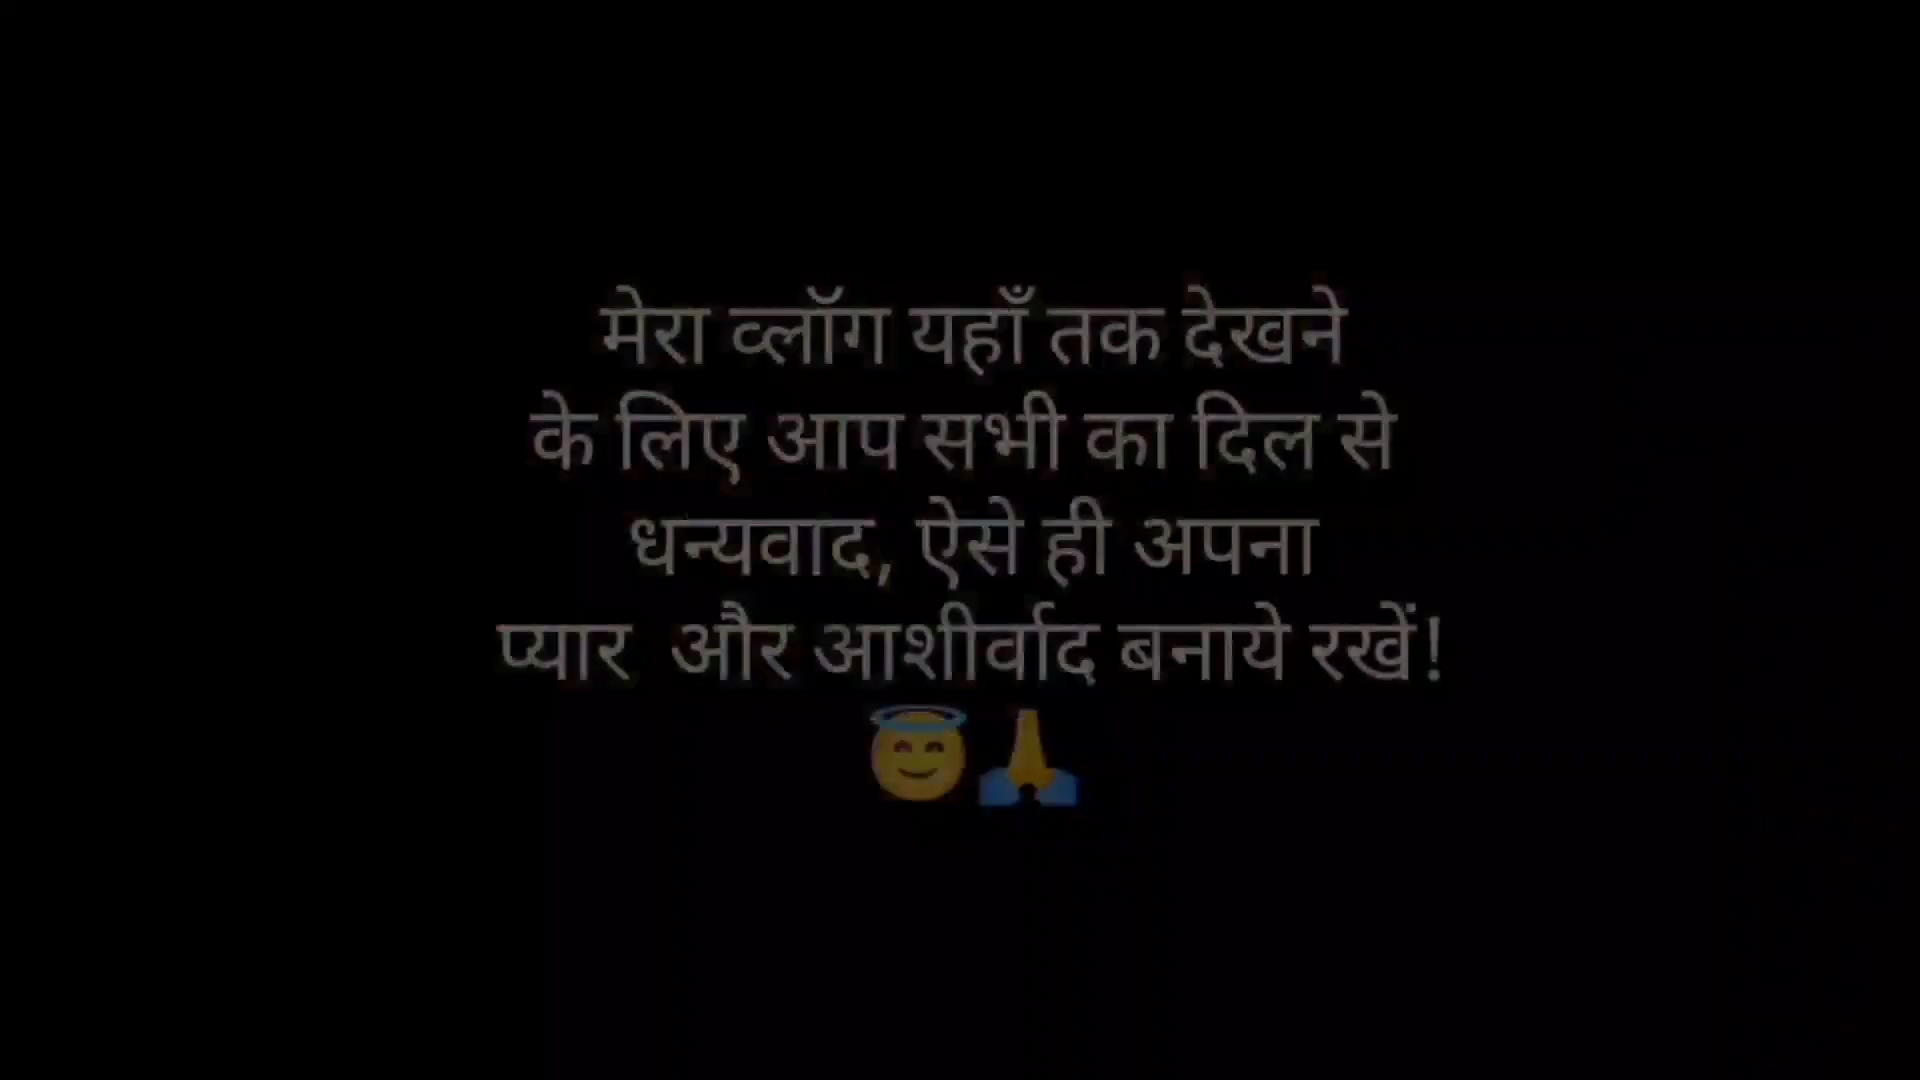 मेरा व्लॉग यहाँ तक देखने
के लिए आप सभी का दिल से
धन्यवाद, ऐसे ही अपना
प्यार  और आशीर्वाद बनाये रखें!
😇🙏